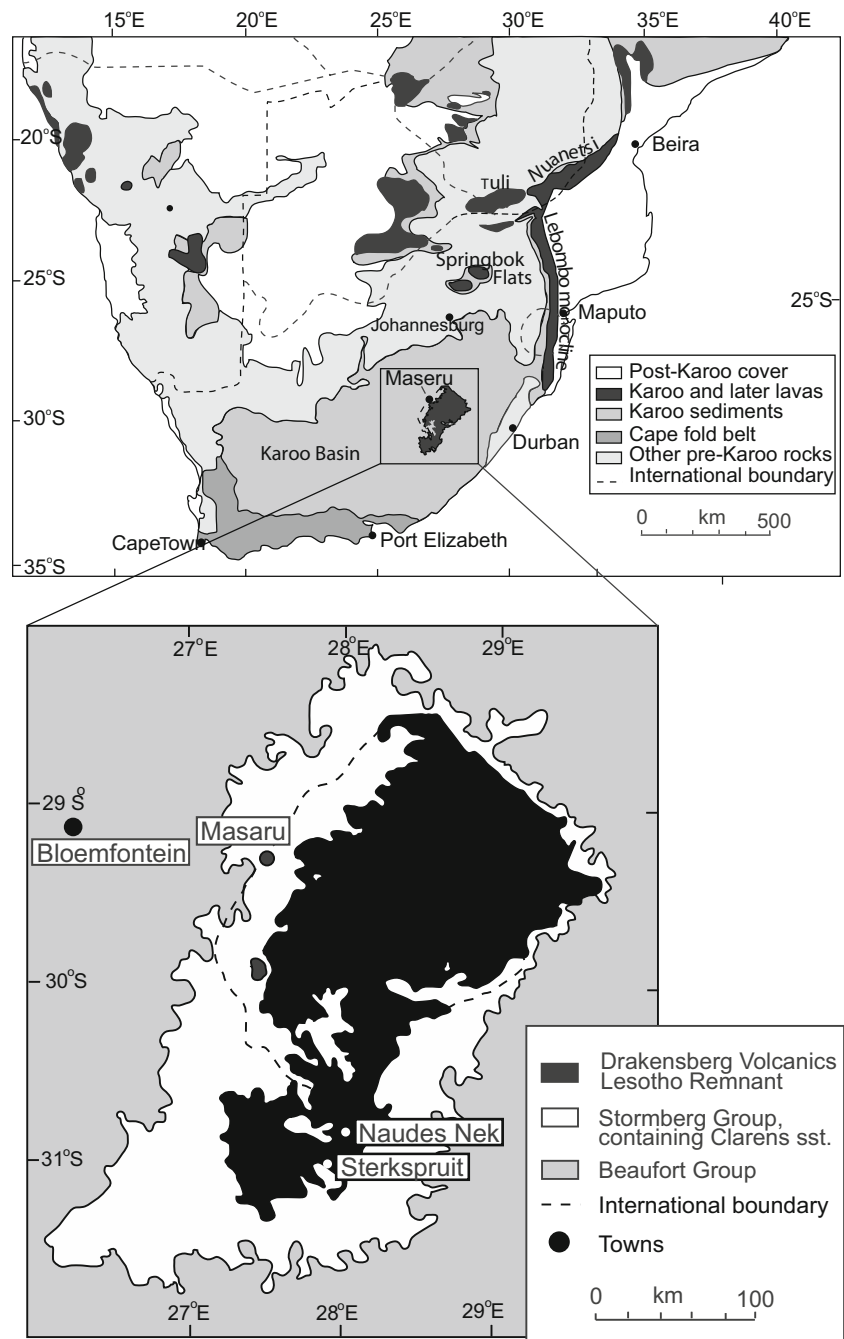 15°E 20°E 25°E 30°E 35°E 40°E
20°S
Beira
Nuanetsi
Tuli
Lebombo monocline
Springbok
Flats
25°S
25°S
Maputo
Johannesburg
Maseru
Post-Karoo cover
Karoo and later lavas
Karoo sediments
Cape fold belt
Other pre-Karoo rocks
International boundary
30°S
Durban
Karoo Basin
0 km 500
CapeTown
Port Elizabeth
35°S
27°E 28°E 29°E
29°S
Masaru
Bloemfontein
30°S
Drakensberg Volcanics
Lesotho Remnant
Stormberg Group,
containing Clarens sst.
Naudes Nek
31°S
Sterkspruit
Beaufort Group
International boundary
Towns
0 km 100
27°E 28°E 29°E